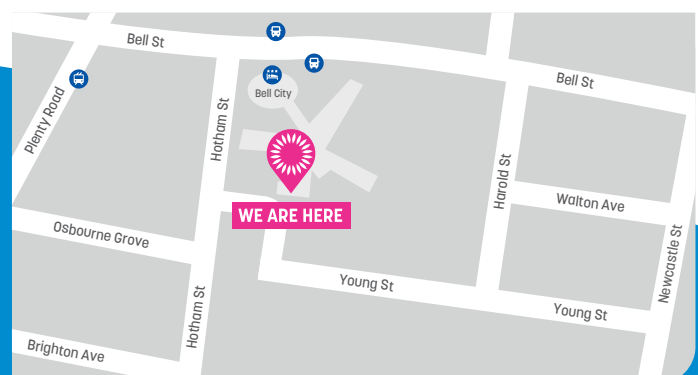 Bell St
Bell St
Plenty Road
Hotham St
Bell City
Harold St
WE ARE HERE
Walton Ave
Osbourne Grove
Newcastle St
Young St
Young St
Hotham St
Brighton Ave